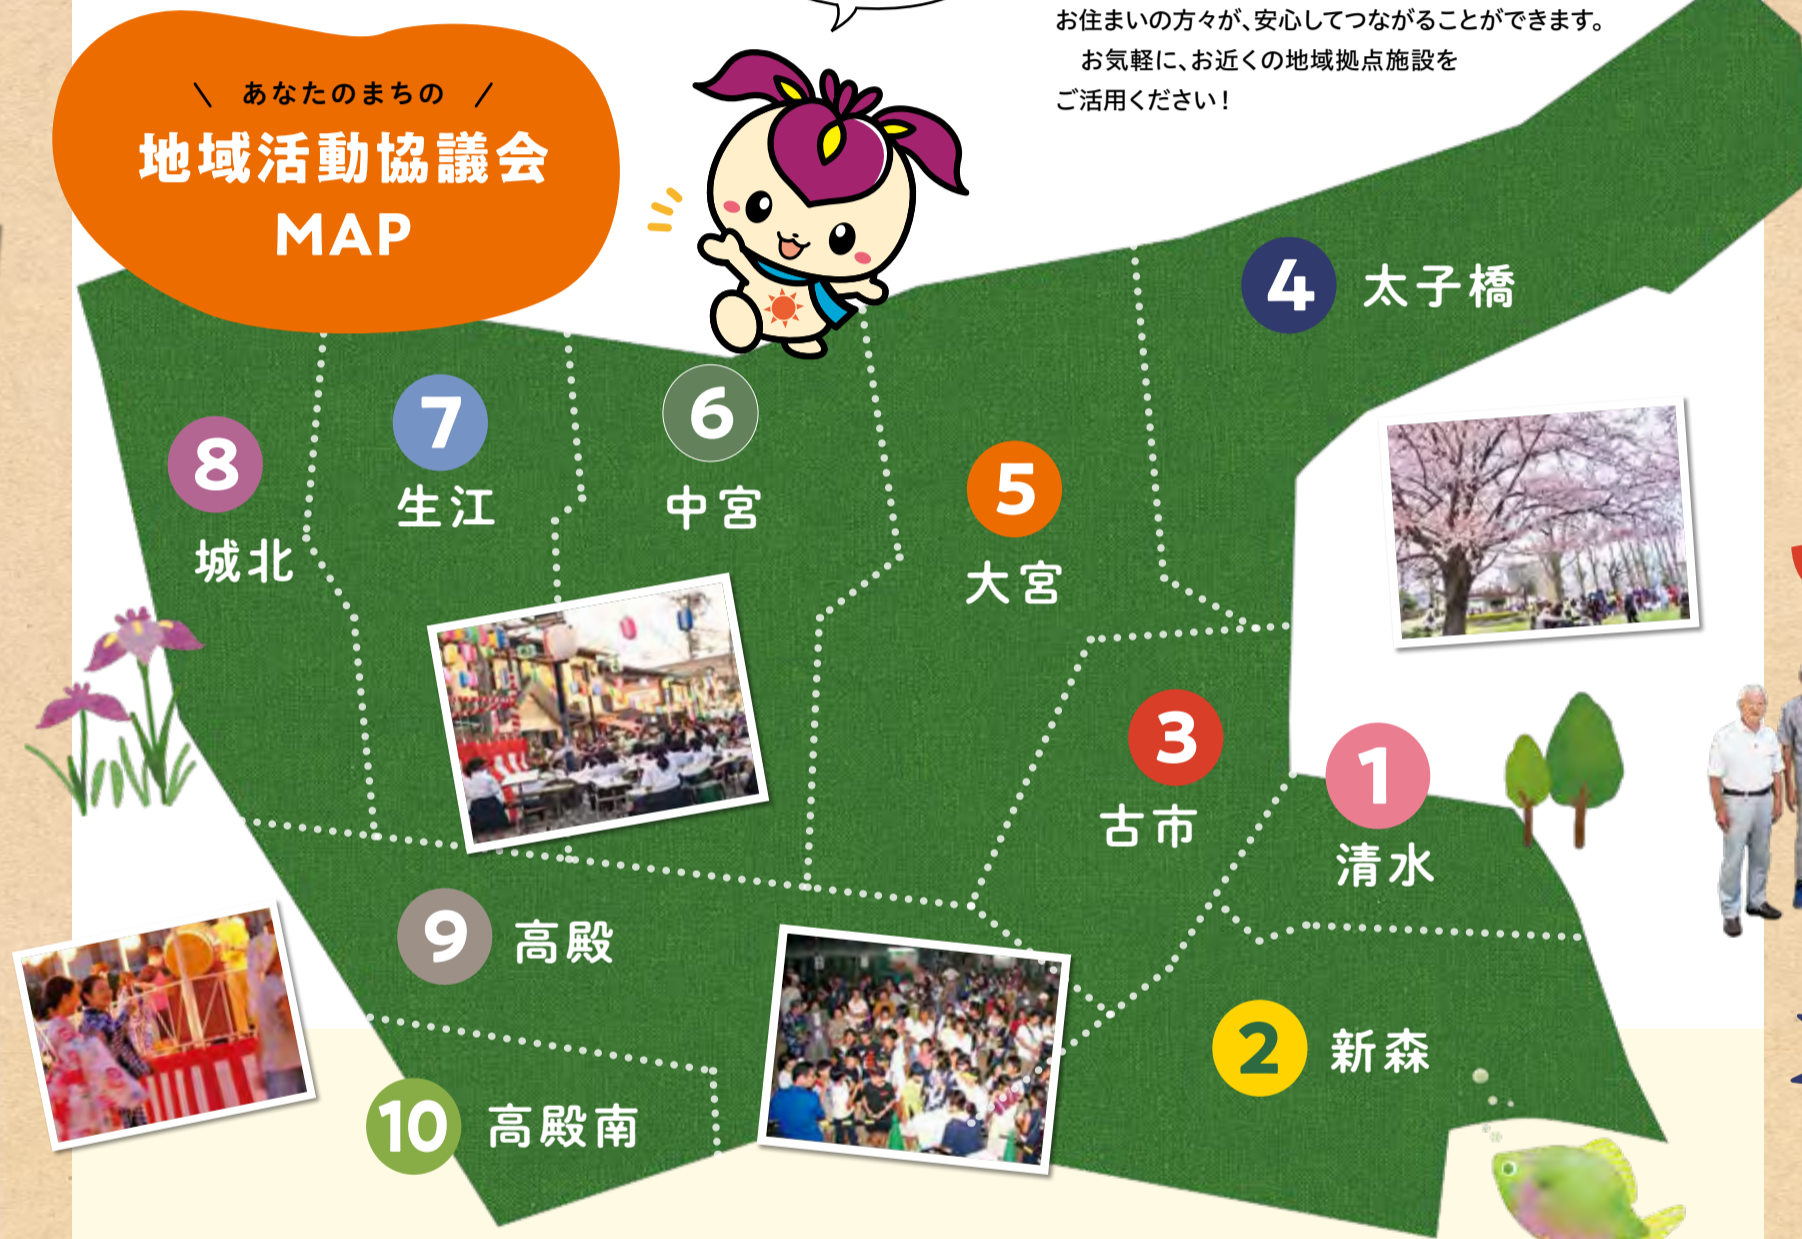 お住まいの方々が、安心してつながることができます。
お気軽に、お近くの地域拠点施設を
ご活用ください！
あなたのまちの
地域活動協議会
MAP
4 太子橋
7
生江
6
中宮
8
城北
5
大宮
3
古市
1
清水
9 高殿
2 新森
10 高殿南